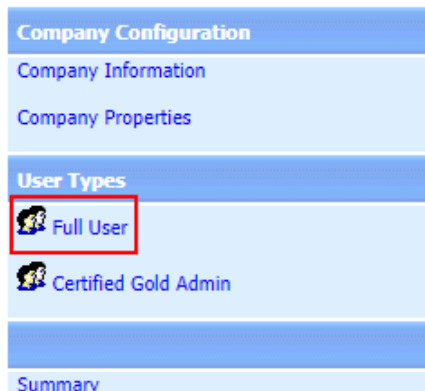 Company Configuration
Company Information
Company Properties
User Types
Full User
Certified Gold Admin
Summary